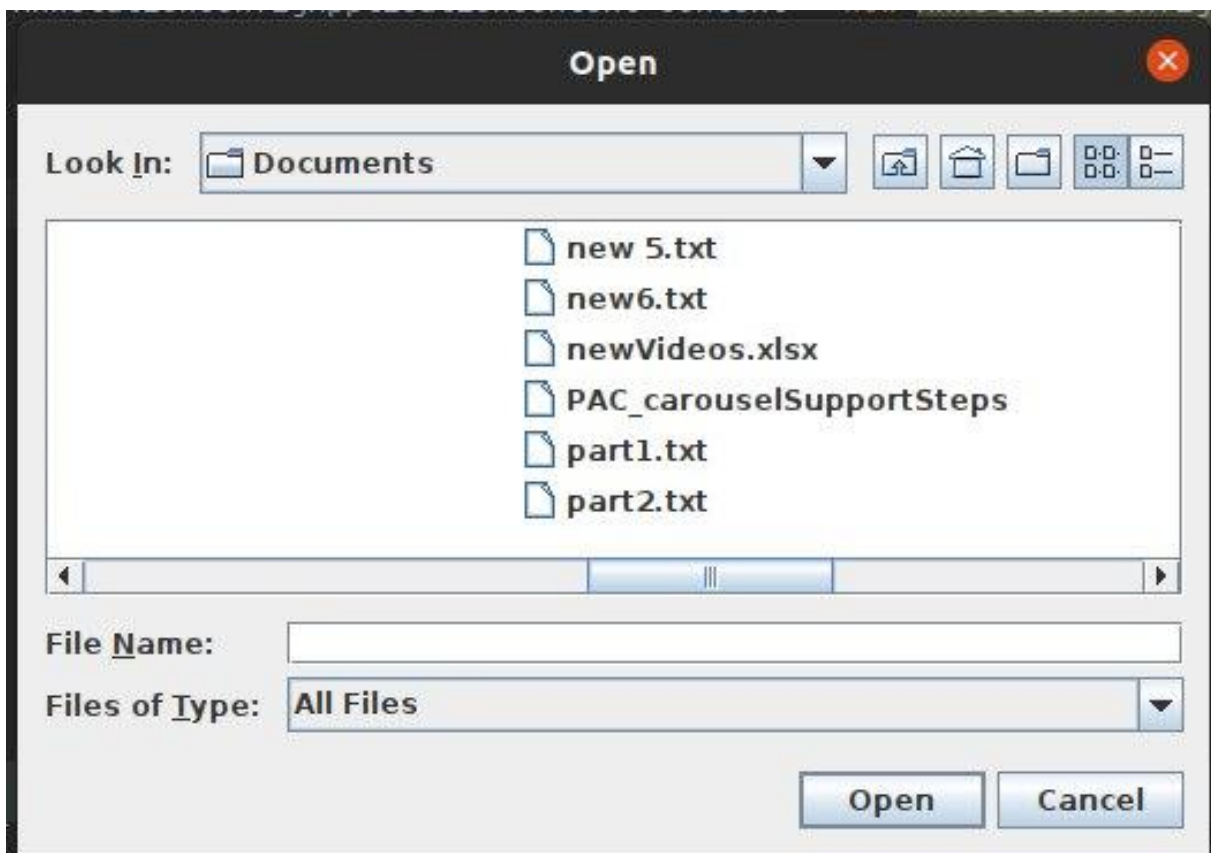 Open
Look In: Documents
new 5.txt
new6.txt
newVideos.xlsx
PAC_carouselSupportSteps
part1.txt
part2.txt
File Name:
Files of Type: All Files
Open Cancel